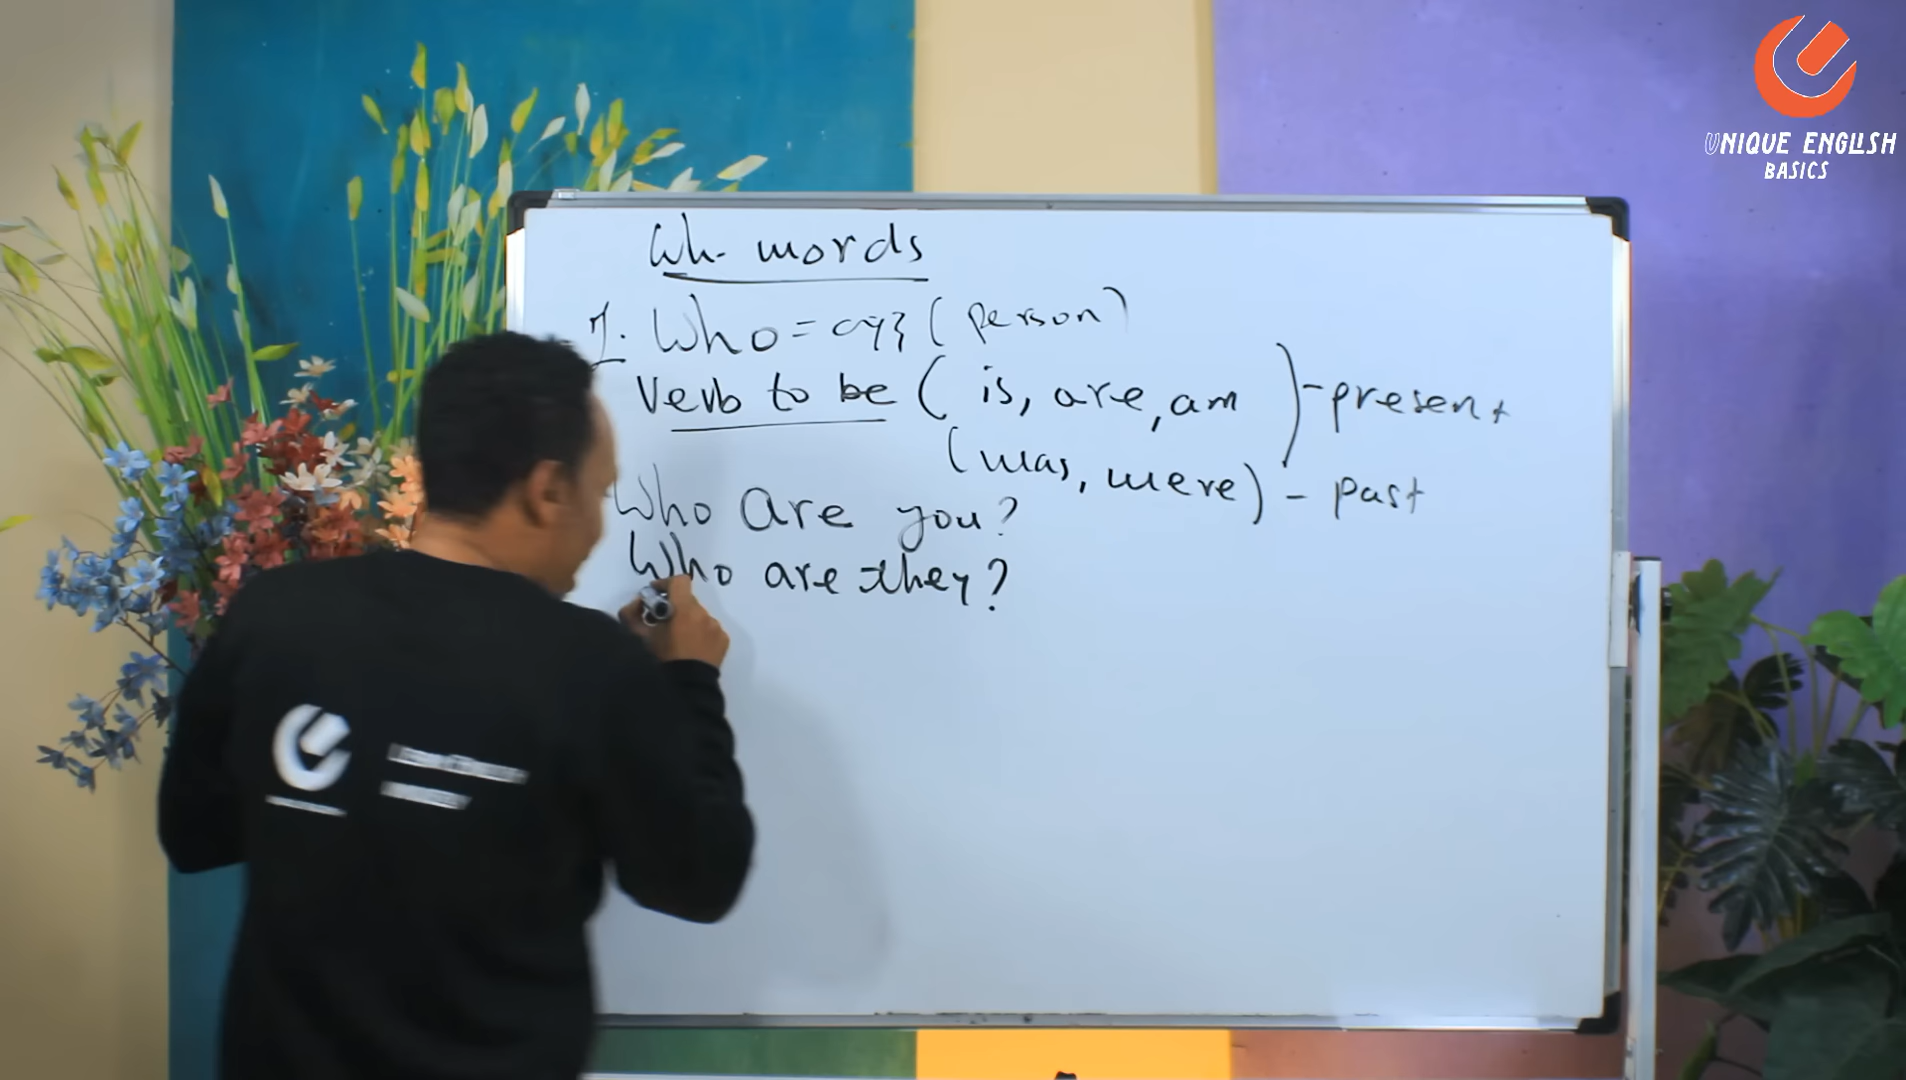 UNIQUE ENGLISH
BASICS
Wh- words
1. Who = ማን (person)
Verb to be ( is, are, am ) - present
(was, were) - past
Who are you?
Who are they?